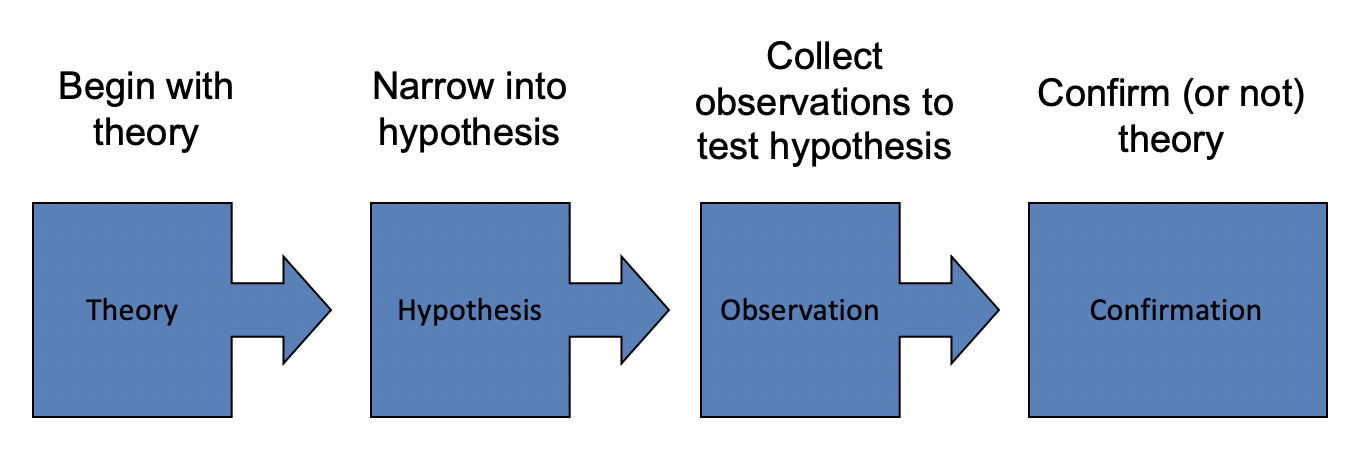 Begin with
theory
Narrow into
hypothesis
Collect
observations to
test hypothesis
Confirm (or not)
theory
Theory
Hypothesis
Observation
Confirmation